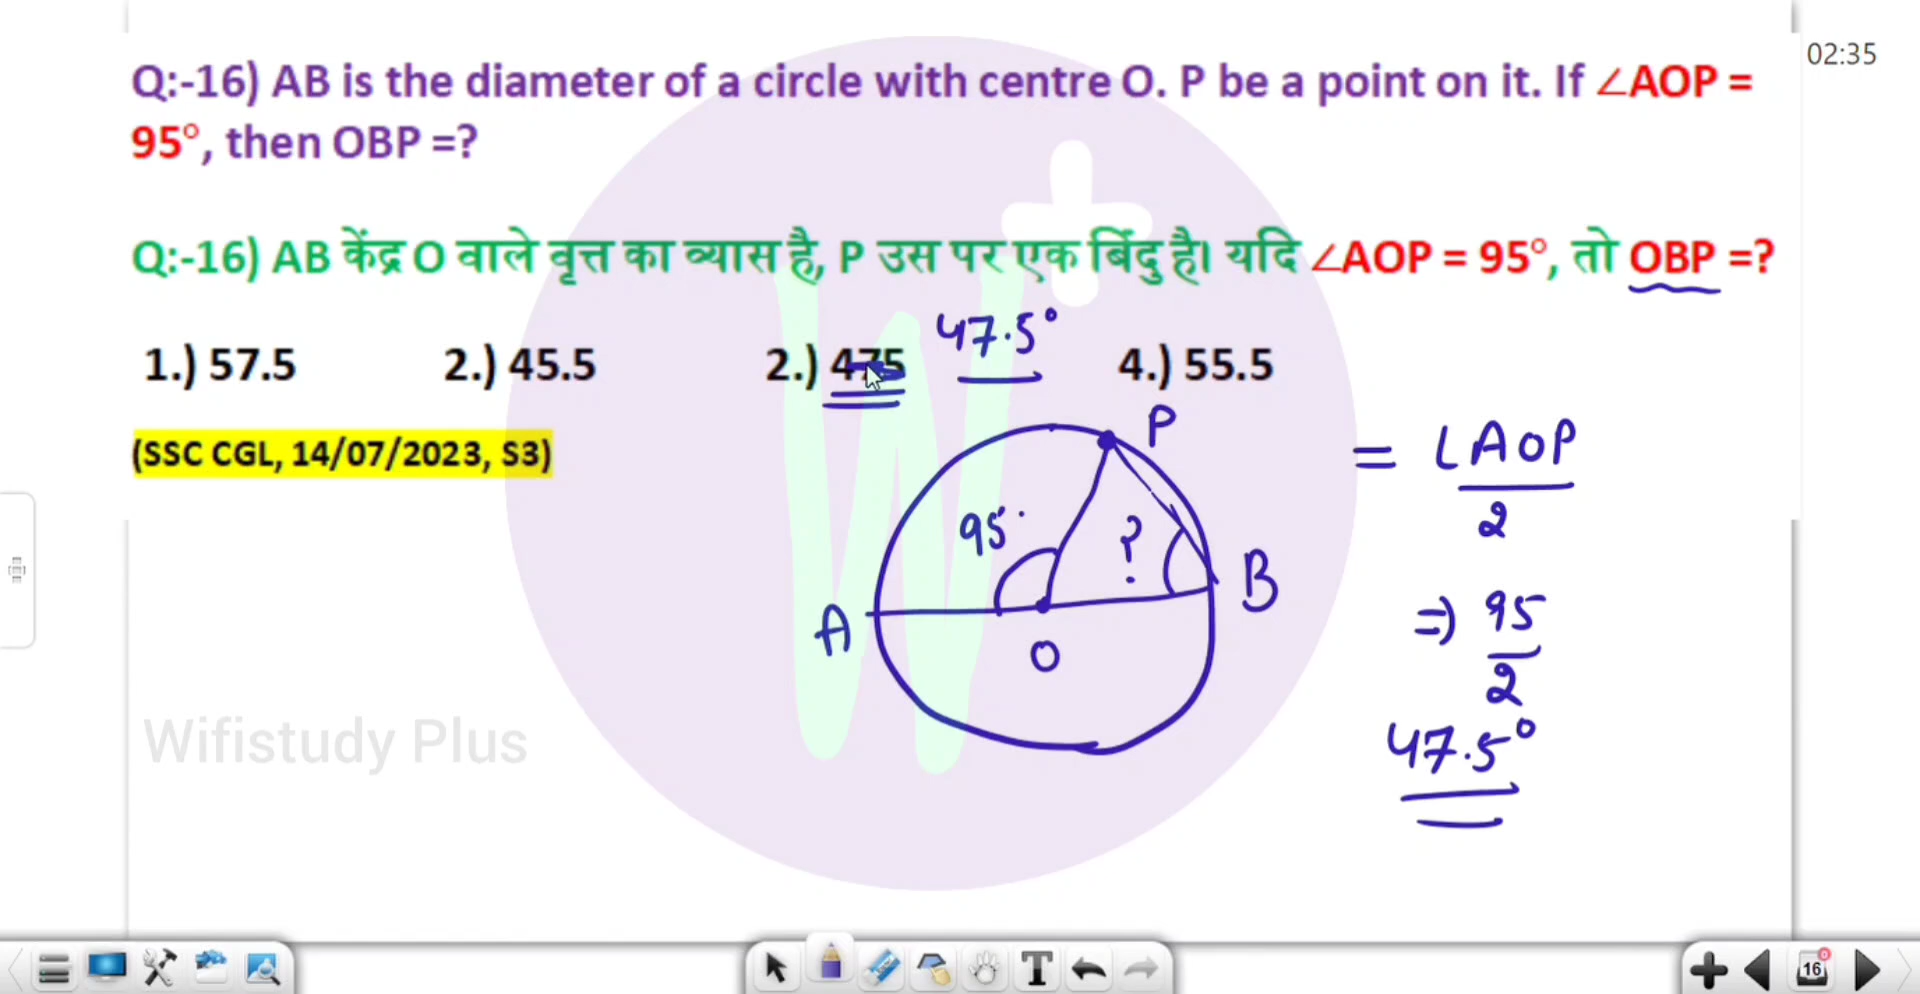 02:35
Q:-16) AB is the diameter of a circle with centre O. P be a point on it. If ∠AOP =
95°, then OBP =?
Q:-16) AB केंद्र O वाले वृत्त का व्यास है, P उस पर एक बिंदु है। यदि ∠AOP = 95°, तो OBP =?
47.5°
1.) 57.5 2.) 45.5 2.) 475 4.) 55.5
(SSC CGL, 14/07/2023, S3)
P
= ∠AOP
2
95°
?
B
A
O
⇒ 95
2
47.5°
Wifistudy Plus
T
16
0